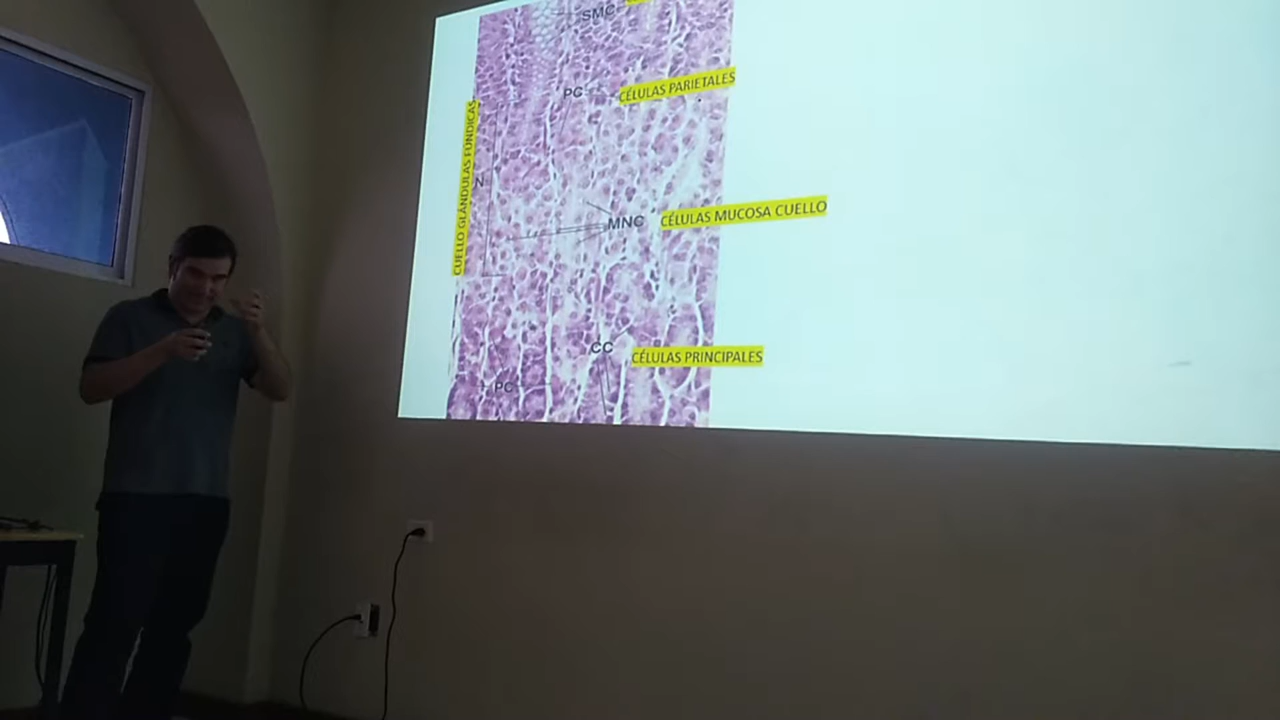 SMC
PC
CÉLULAS PARIETALES
CUELLO GLÁNDULAS FÚNDICAS
N
MNC
CÉLULAS MUCOSA CUELLO
CC
CÉLULAS PRINCIPALES
PC